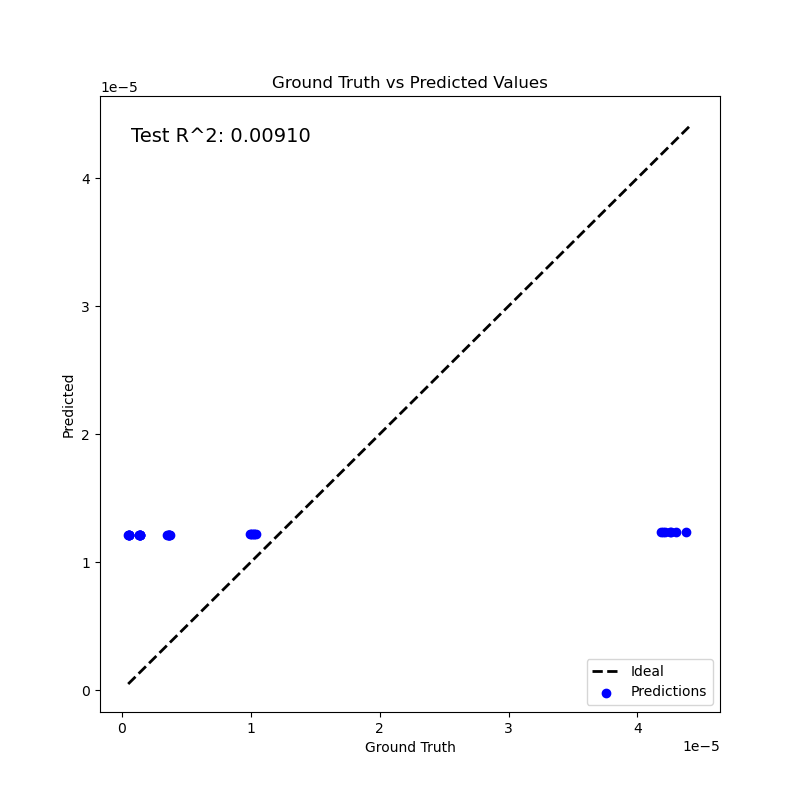 Ground Truth vs Predicted Values
1e−5
Test R^2: 0.00910
4
3
2
1
0
Predicted
Ideal
Predictions
0 1 2 3 4
Ground Truth
1e−5